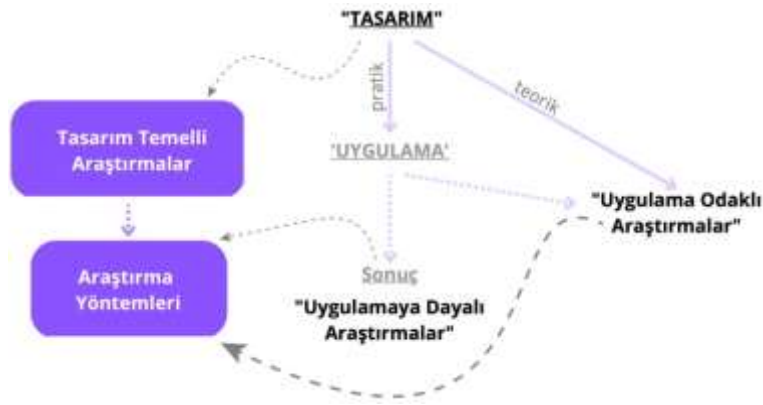 "TASARIM"
pratik
teorik
Tasarım Temelli
Araştırmalar
'UYGULAMA'
"Uygulama Odaklı
Araştırmalar"
Araştırma
Yöntemleri
Sonuç
"Uygulamaya Dayalı
Araştırmalar"